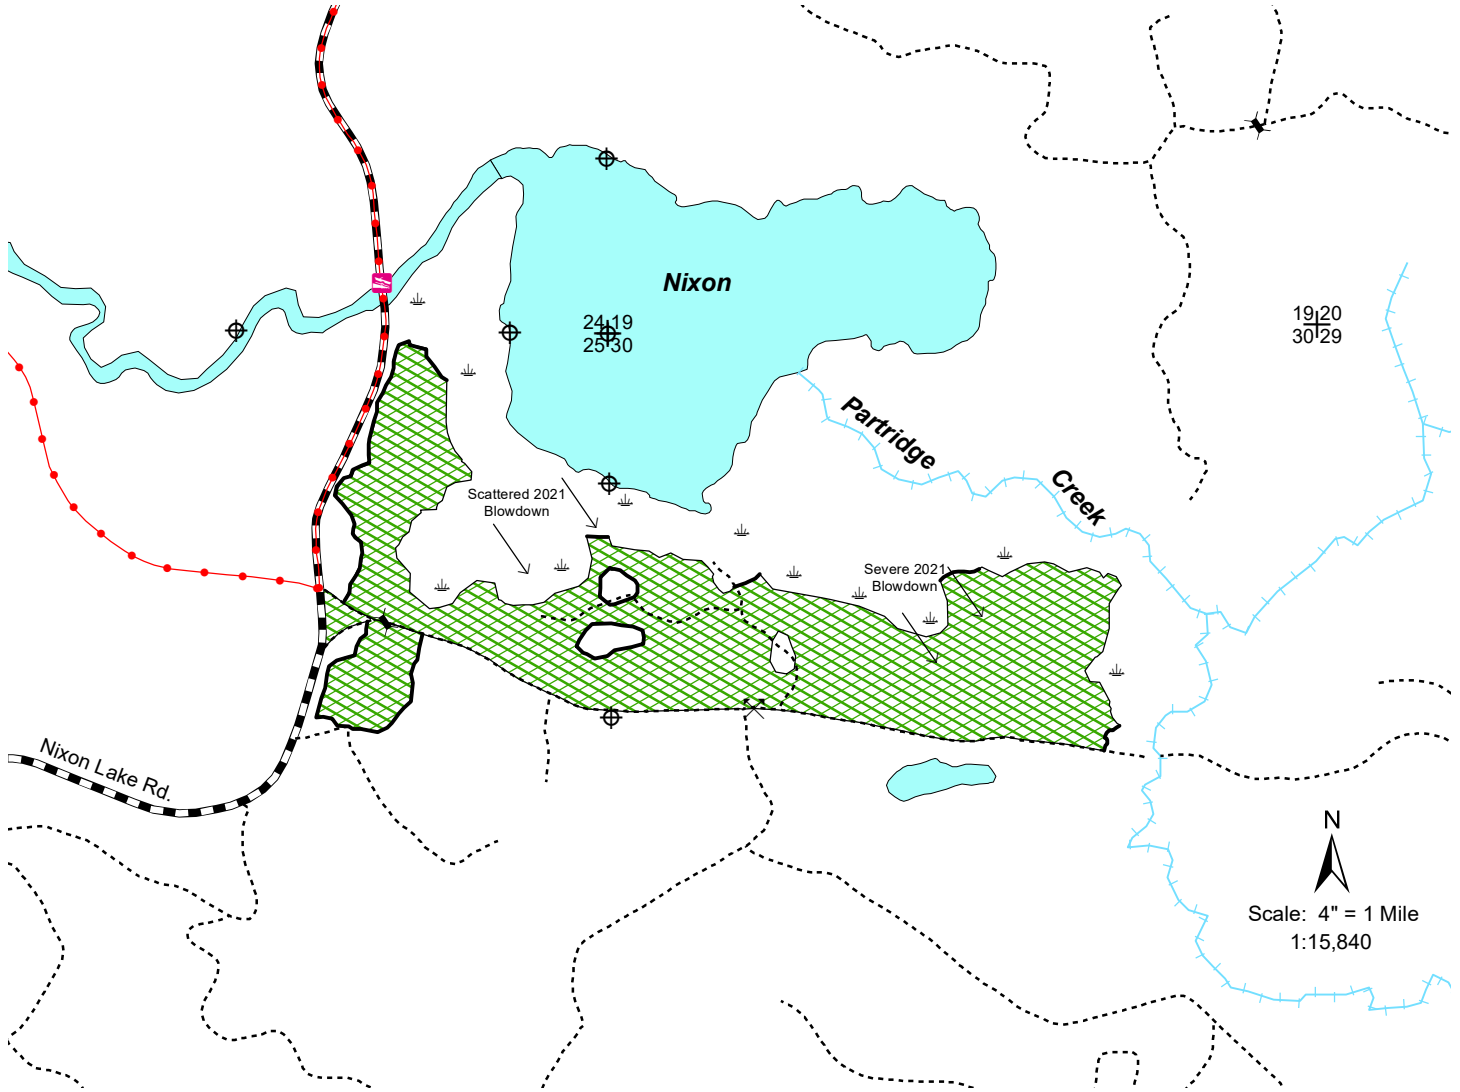 Nixon
24 19
25 30
19 20
30 29
Partridge
Creek
Scattered 2021
Blowdown
Severe 2021
Blowdown
Nixon Lake Rd.
N
Scale: 4" = 1 Mile
1:15,840